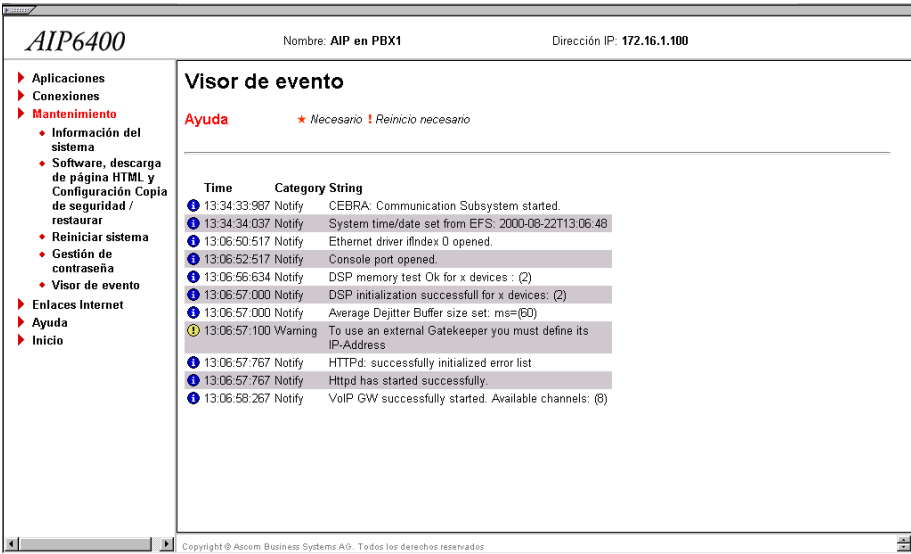 AIP6400
Nombre: AIP en PBX1
Dirección IP: 172.16.1.100
Aplicaciones
Conexiones
Mantenimiento
Información del
sistema
Software, descarga
de página HTML y
Configuración Copia
de seguridad /
restaurar
Reiniciar sistema
Gestión de
contraseña
Visor de evento
Enlaces Internet
Ayuda
Inicio
Visor de evento
Ayuda
★ Necesario ! Reinicio necesario
Time Category String
13:34:33:987 Notify CEBRA: Communication Subsystem started.
13:34:34:037 Notify System time/date set from EFS: 2000-08-22T13:06:48
13:06:50:517 Notify Ethernet driver ifIndex 0 opened.
13:06:52:517 Notify Console port opened.
13:06:56:634 Notify DSP memory test Ok for x devices : (2)
13:06:57:000 Notify DSP initialization successfull for x devices: (2)
13:06:57:000 Notify Average Dejitter Buffer size set: ms=(60)
13:06:57:100 Warning To use an external Gatekeeper you must define its
IP-Address
13:06:57:767 Notify HTTPd: successfully initialized error list
13:06:57:767 Notify Httpd has started successfully.
13:06:58:267 Notify VoIP GW successfully started. Available channels: (8)
Copyright © Ascom Business Systems AG. Todos los derechos reservados